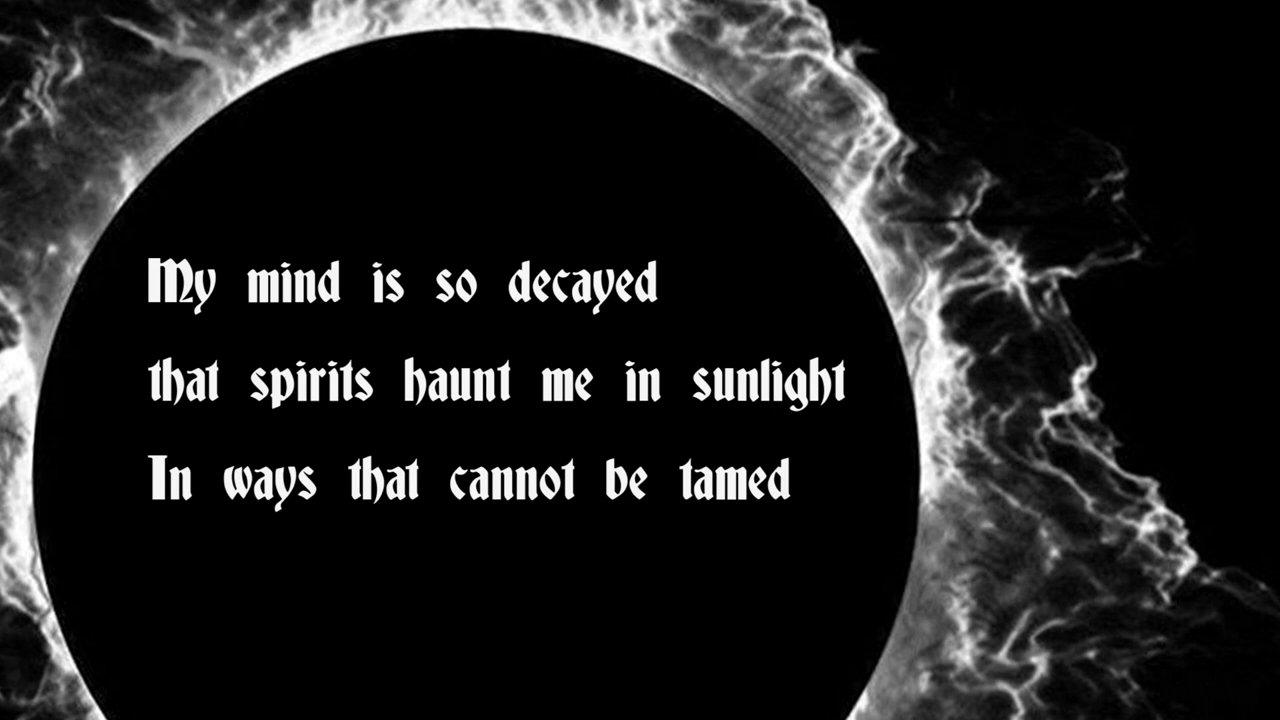 My mind is so decayed
that spirits haunt me in sunlight
In ways that cannot be tamed